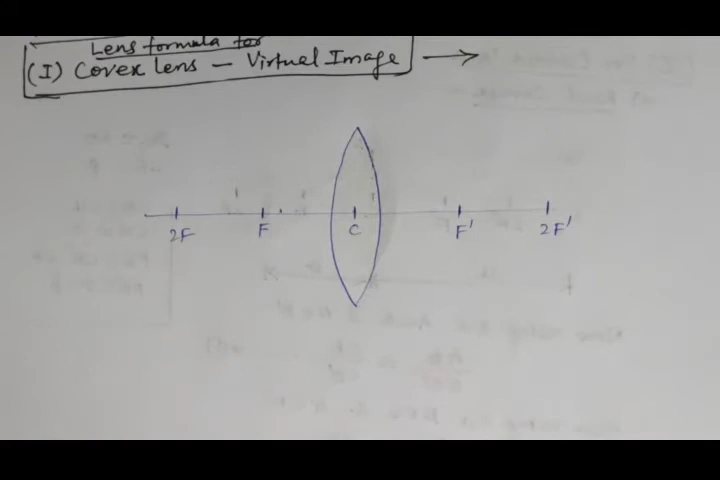 Lens formula for
(I) Covex Lens - Virtual Image →
2F F C F' 2F'